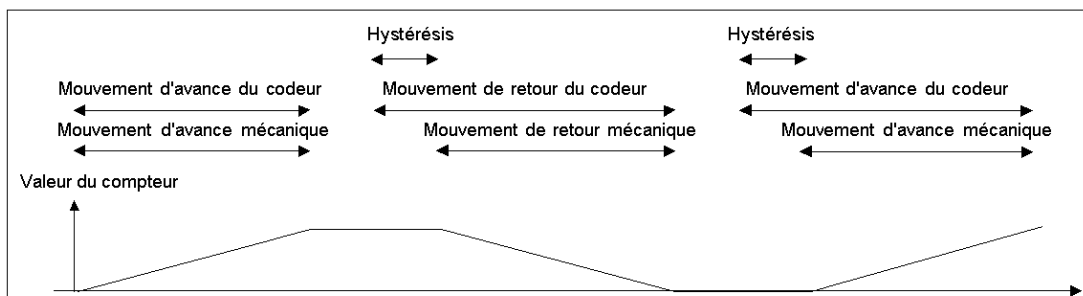 Hystérésis Hystérésis
Mouvement d'avance du codeur Mouvement de retour du codeur Mouvement d'avance du codeur
Mouvement d'avance mécanique Mouvement de retour mécanique Mouvement d'avance mécanique
Valeur du compteur